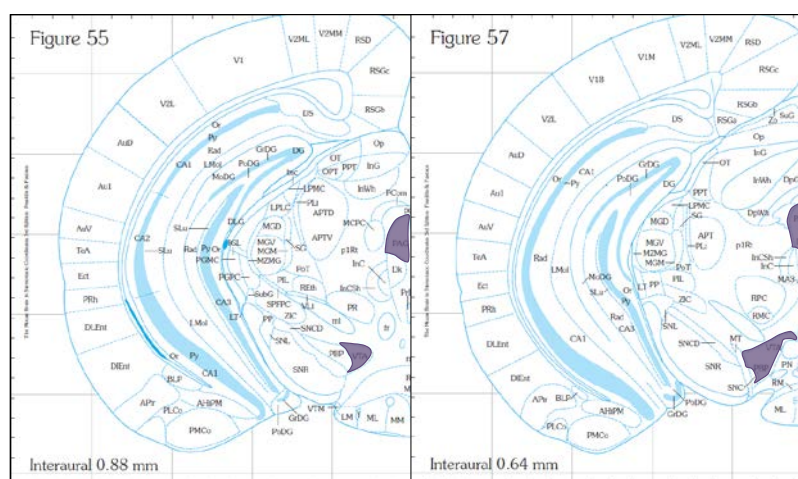 Figure 55
V2ML
V2MM
RSD
V1
RSGc
V2L
RSGb
DS
Or
Py
AuD
Rad
GrDG
CA1
LMol
PoDG
DG
MoDG
Op
OT
OPT
PPT
InG
InWh
Au1
LPMC
PLi
LPLC
APTD
PCom
SLu
DLG
MCPC
AuV
CA2
MGD
PAG
APTV
TeA
SLu
Rad
Py
Or
MGV
SG
p1Rt
PGMC
MGM
MZMG
InC
Ect
PoT
Dk
PGPC
PIL
InCSh
PRh
CA3
SubG
REth
SPFPC
VLi
PR
DLEnt
LMol
LT
PP
ZIC
ml
fr
SNCD
SNL
Or
Py
PBP
VTA
DIEnt
BLP
CA1
SNR
APir
AHiPM
PLCo
VTM
LM
ML
MM
GrDG
PMCo
PoDG
Interaural 0.88 mm
Figure 57
V2ML
V2MM
RSD
V1M
RSGc
V1B
RSGb
DS
RSGa
Zo
SuG
V2L
Op
AuD
GrDG
OT
InG
CA1
PoDG
Or
Py
DG
PPT
InWh
DpG
Au1
LPMC
SG
DpWh
MGD
APT
AuV
PLi
MGV
p1Rt
TeA
Rad
MZMG
InCSh
LMol
MGM
PoT
InC
Ect
MoDG
PIL
MA3
SLu
Or
LT
PP
PRh
Py
ZIC
RPC
Rad
RMC
DLEnt
CA3
SNL
CA1
SNCD
MT
VTA
SNR
PBP
PN
DIEnt
SNC
RM
BLP
APir
AHiPM
PoDG
GrDG
ML
PLCo
PMCo
Interaural 0.64 mm